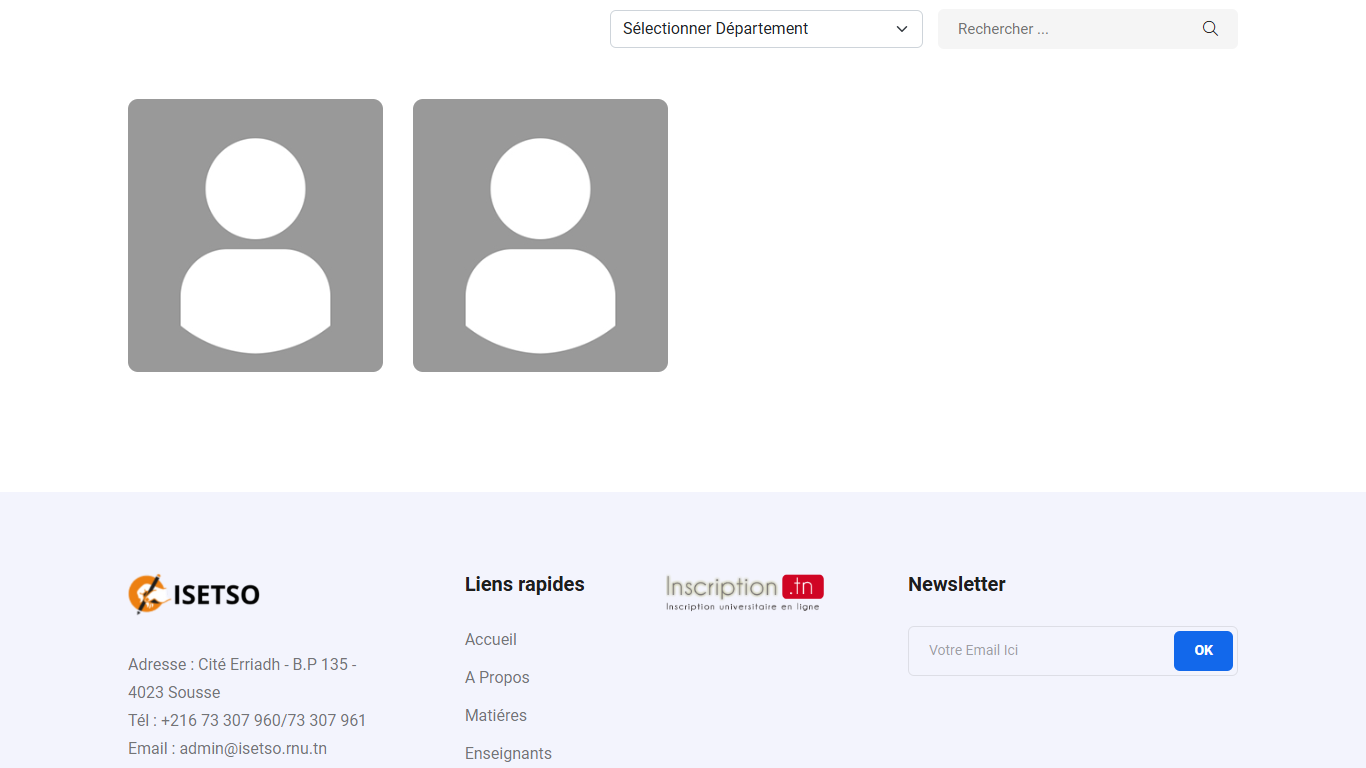 Sélectionner Département
Rechercher ...
ISETSO
Adresse : Cité Erriadh - B.P 135 -
4023 Sousse
Tél : +216 73 307 960/73 307 961
Email : admin@isetso.rnu.tn
Liens rapides
Accueil
A Propos
Matiéres
Enseignants
Inscription .tn
Inscription universitaire en ligne
Newsletter
Votre Email Ici
OK